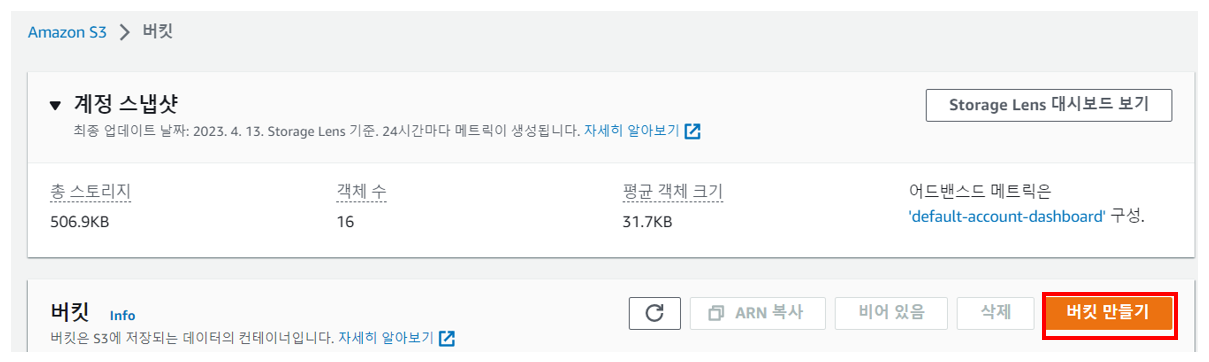 Amazon S3 > 버킷
▼ 계정 스냅샷
Storage Lens 대시보드 보기
최종 업데이트 날짜: 2023. 4. 13. Storage Lens 기준. 24시간마다 메트릭이 생성됩니다. 자세히 알아보기
총 스토리지
506.9KB
객체 수
16
평균 객체 크기
31.7KB
어드밴스드 메트릭은
'default-account-dashboard' 구성.
버킷 Info
버킷은 S3에 저장되는 데이터의 컨테이너입니다. 자세히 알아보기
ARN 복사
비어 있음
삭제
버킷 만들기